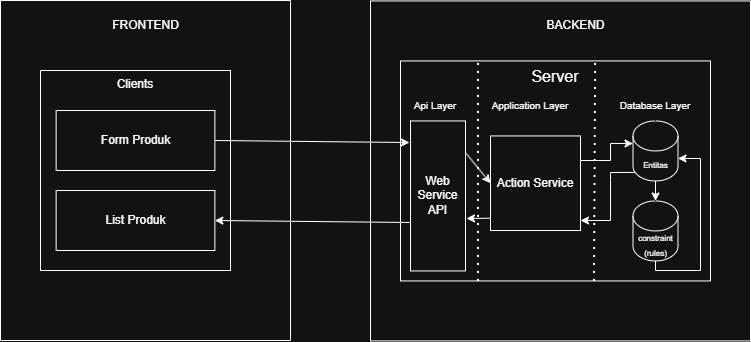 FRONTEND
Clients
Form Produk
List Produk
BACKEND
Server
Api Layer
Application Layer
Database Layer
Web
Service
API
Action Service
Entitas
constraint
(rules)